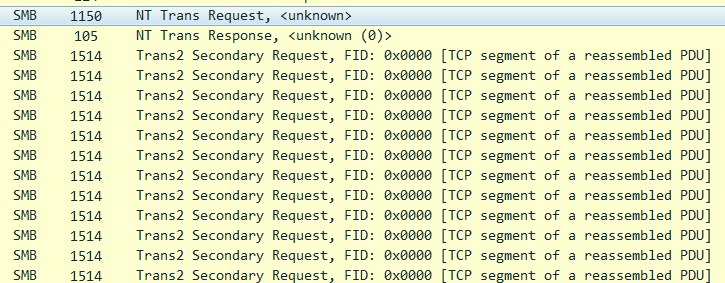 SMB 1150 NT Trans Request, <unknown>
SMB 105 NT Trans Response, <unknown (0)>
SMB 1514 Trans2 Secondary Request, FID: 0x0000 [TCP segment of a reassembled PDU]
SMB 1514 Trans2 Secondary Request, FID: 0x0000 [TCP segment of a reassembled PDU]
SMB 1514 Trans2 Secondary Request, FID: 0x0000 [TCP segment of a reassembled PDU]
SMB 1514 Trans2 Secondary Request, FID: 0x0000 [TCP segment of a reassembled PDU]
SMB 1514 Trans2 Secondary Request, FID: 0x0000 [TCP segment of a reassembled PDU]
SMB 1514 Trans2 Secondary Request, FID: 0x0000 [TCP segment of a reassembled PDU]
SMB 1514 Trans2 Secondary Request, FID: 0x0000 [TCP segment of a reassembled PDU]
SMB 1514 Trans2 Secondary Request, FID: 0x0000 [TCP segment of a reassembled PDU]
SMB 1514 Trans2 Secondary Request, FID: 0x0000 [TCP segment of a reassembled PDU]
SMB 1514 Trans2 Secondary Request, FID: 0x0000 [TCP segment of a reassembled PDU]
SMB 1514 Trans2 Secondary Request, FID: 0x0000 [TCP segment of a reassembled PDU]
SMB 1514 Trans2 Secondary Request, FID: 0x0000 [TCP segment of a reassembled PDU]